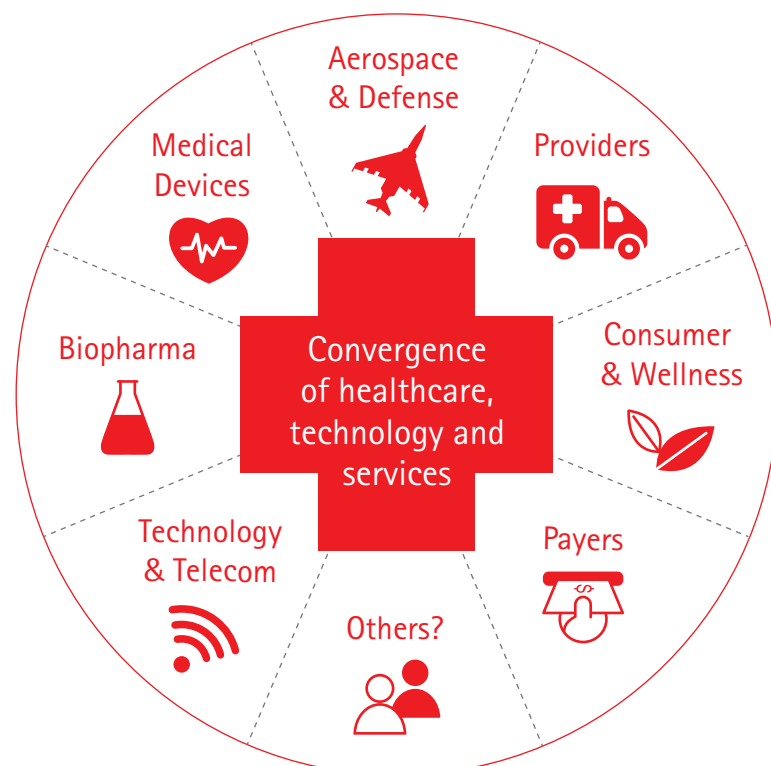 Aerospace
& Defense
Medical
Devices
Providers
Biopharma
Convergence
of healthcare,
technology and
services
Consumer
& Wellness
Technology
& Telecom
Payers
$
Others?